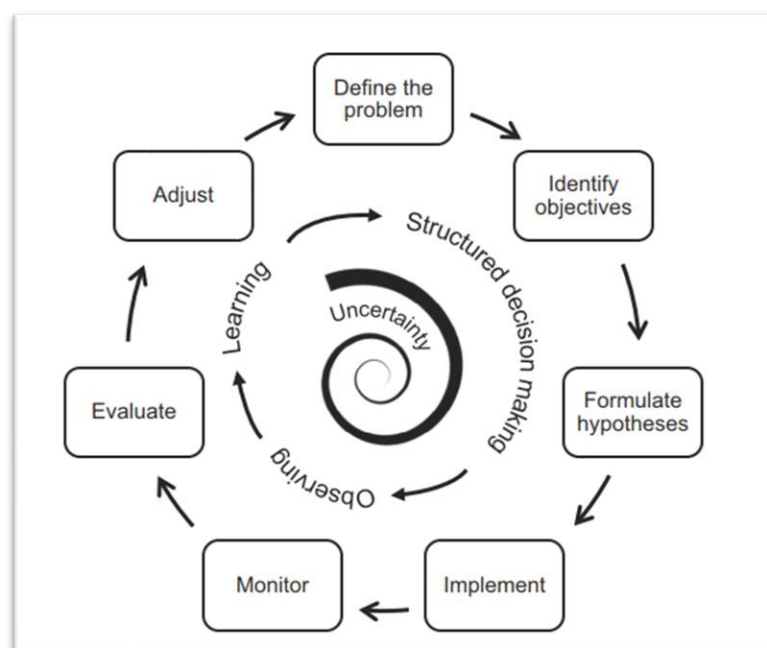 Define the
problem
Identify
objectives
Formulate
hypotheses
Implement
Monitor
Evaluate
Adjust
Structured decision making
Observing
Learning
Uncertainty